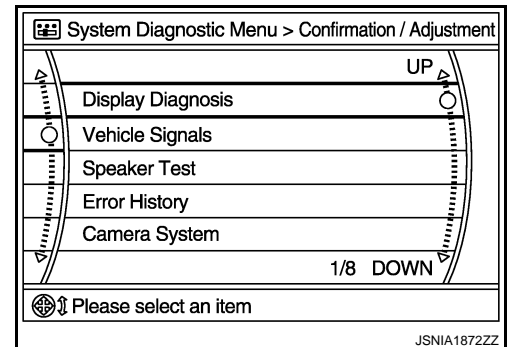 System Diagnostic Menu > Confirmation / Adjustment
UP
Display Diagnosis
Vehicle Signals
Speaker Test
Error History
Camera System
1/8 DOWN
Please select an item
JSNIA1872ZZ